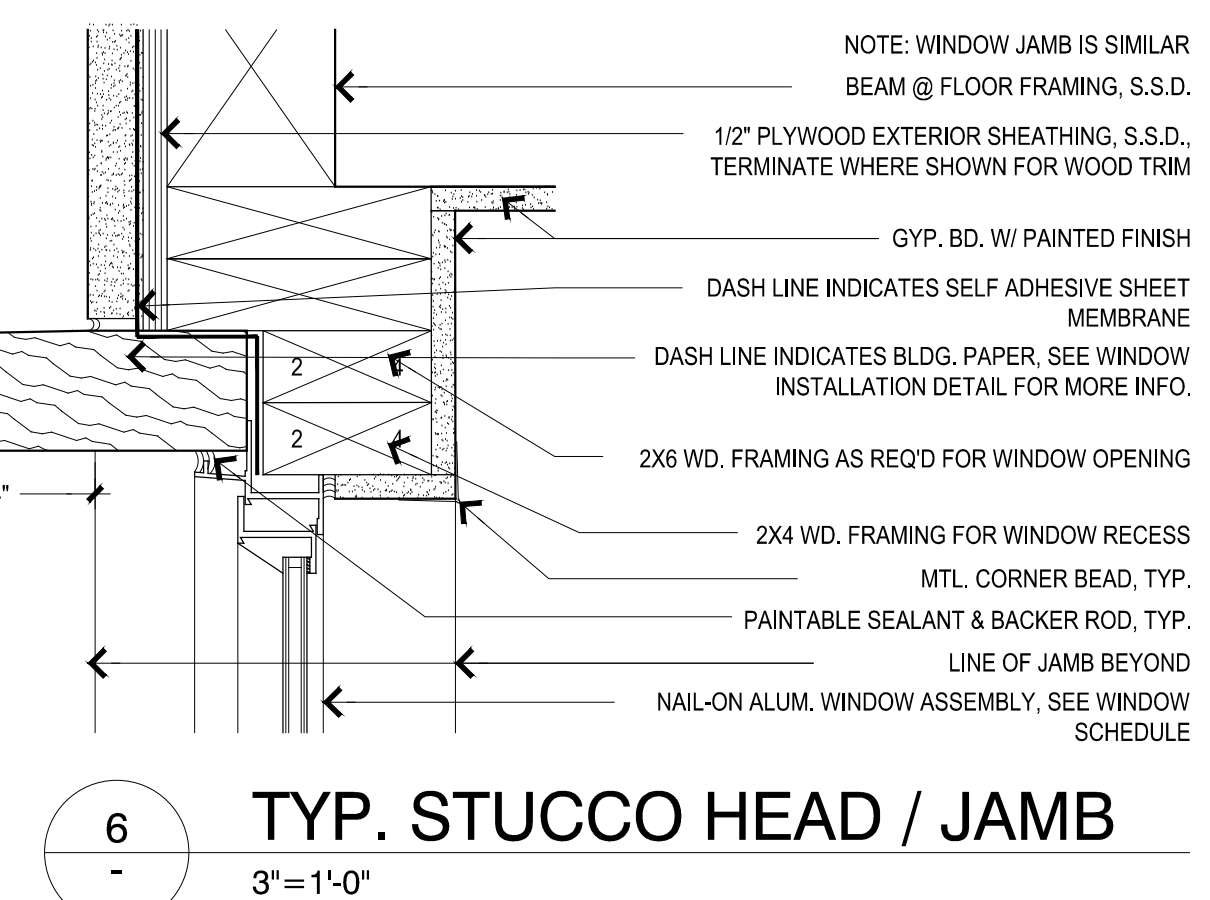 NOTE: WINDOW JAMB IS SIMILAR
BEAM @ FLOOR FRAMING, S.S.D.
1/2" PLYWOOD EXTERIOR SHEATHING, S.S.D.,
TERMINATE WHERE SHOWN FOR WOOD TRIM
GYP. BD. W/ PAINTED FINISH
DASH LINE INDICATES SELF ADHESIVE SHEET
MEMBRANE
DASH LINE INDICATES BLDG. PAPER, SEE WINDOW
INSTALLATION DETAIL FOR MORE INFO.
2 4
2X6 WD. FRAMING AS REQ'D FOR WINDOW OPENING
2 4
2X4 WD. FRAMING FOR WINDOW RECESS
MTL. CORNER BEAD, TYP.
PAINTABLE SEALANT & BACKER ROD, TYP.
LINE OF JAMB BEYOND
NAIL-ON ALUM. WINDOW ASSEMBLY, SEE WINDOW
SCHEDULE
6
-
TYP. STUCCO HEAD / JAMB
3"=1'-0"